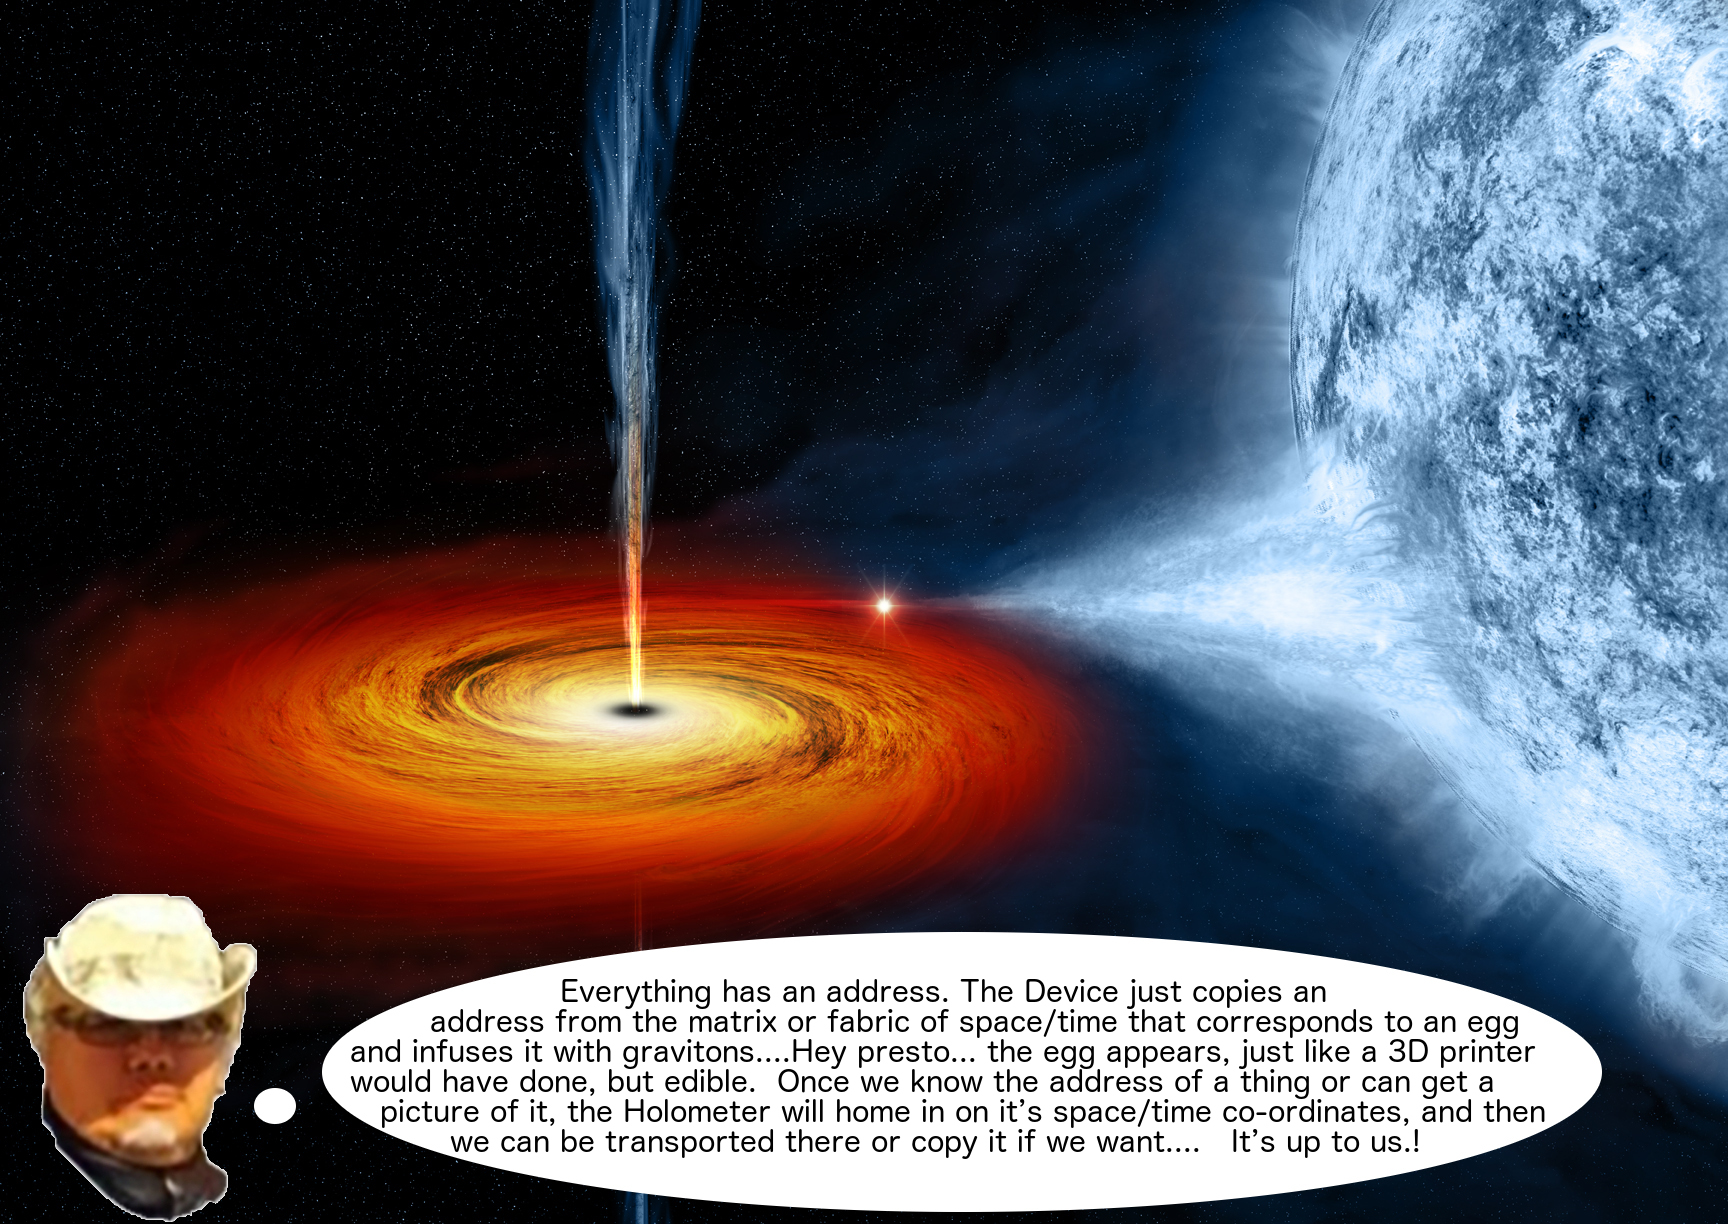 Everything has an address. The Device just copies an
address from the matrix or fabric of space/time that corresponds to an egg
and infuses it with gravitons....Hey presto... the egg appears, just like a 3D printer
would have done, but edible.  Once we know the address of a thing or can get a
picture of it, the Holometer will home in on it's space/time co-ordinates, and then
we can be transported there or copy it if we want....   It's up to us.!